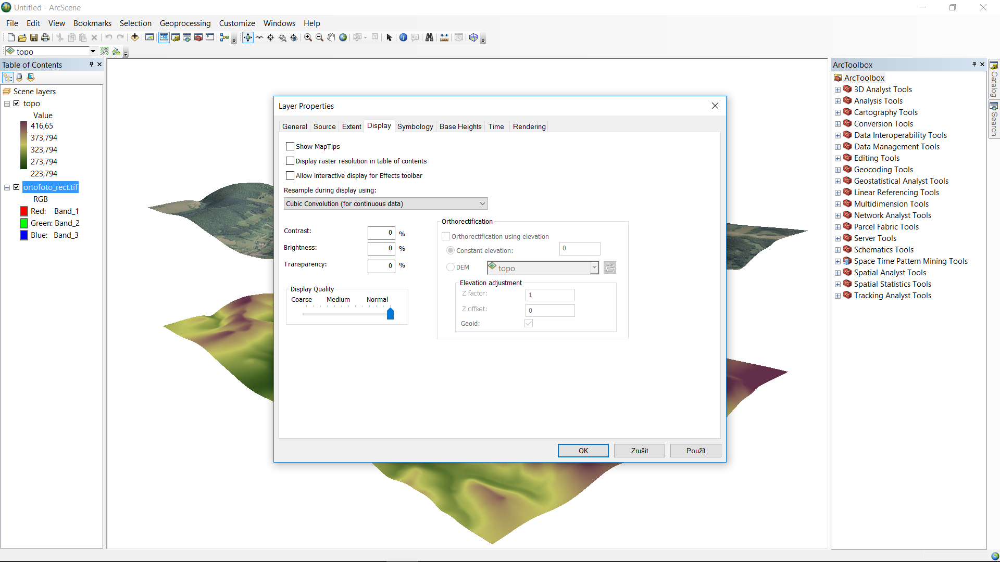 Untitled - ArcScene
File Edit View Bookmarks Selection Geoprocessing Customize Windows Help
topo
Table of Contents
Scene layers
topo
Value
416,65
373,794
323,794
273,794
223,794
ortofoto_rect.tif
RGB
Red: Band_1
Green: Band_2
Blue: Band_3
Layer Properties
General Source Extent Display Symbology Base Heights Time Rendering
Show MapTips
Display raster resolution in table of contents
Allow interactive display for Effects toolbar
Resample during display using:
Cubic Convolution (for continuous data)
Contrast: 0 %
Brightness: 0 %
Transparency: 0 %
Display Quality
Coarse Medium Normal
Orthorectification
Orthorectification using elevation
Constant elevation: 0
DEM topo
Elevation adjustment
Z factor: 1
Z offset: 0
Geoid:
OK Zrušit Použít
ArcToolbox
ArcToolbox
3D Analyst Tools
Analysis Tools
Cartography Tools
Conversion Tools
Data Interoperability Tools
Data Management Tools
Editing Tools
Geocoding Tools
Geostatistical Analyst Tools
Linear Referencing Tools
Multidimension Tools
Network Analyst Tools
Parcel Fabric Tools
Server Tools
Schematics Tools
Space Time Pattern Mining Tools
Spatial Analyst Tools
Spatial Statistics Tools
Tracking Analyst Tools
Catalog
Search